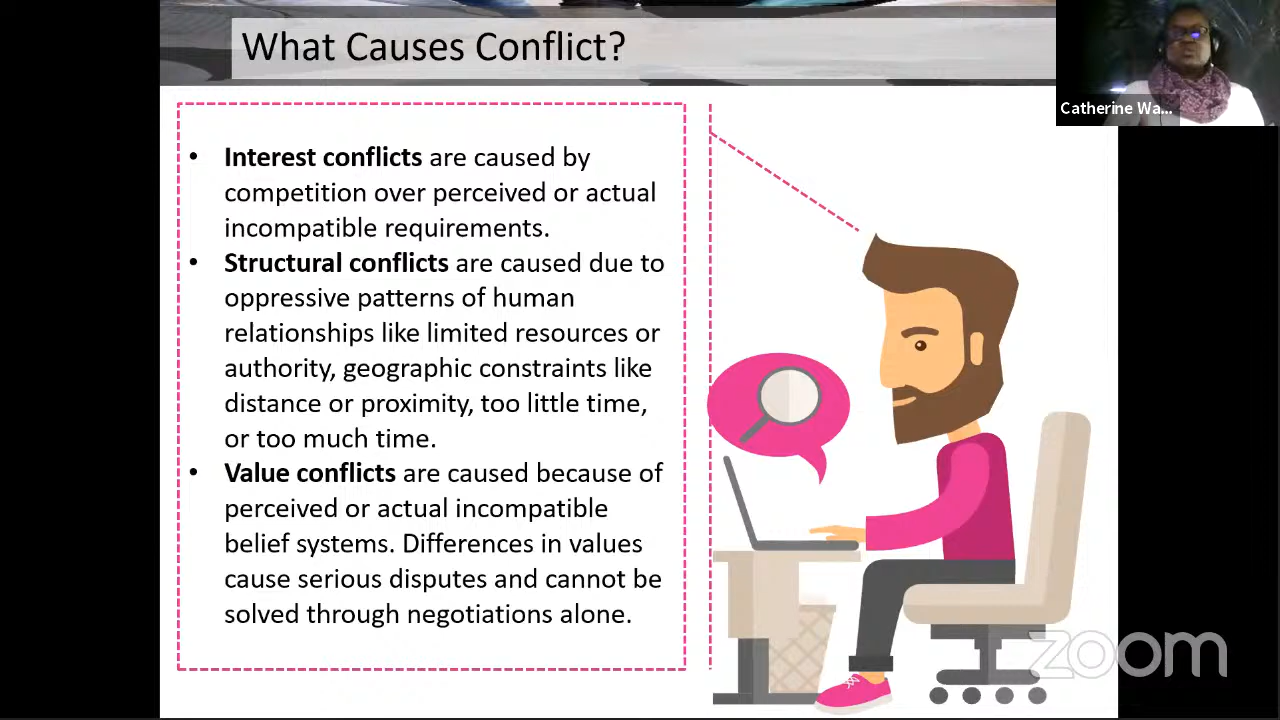 What Causes Conflict?
Catherine Wa...
• Interest conflicts are caused by
competition over perceived or actual
incompatible requirements.
• Structural conflicts are caused due to
oppressive patterns of human
relationships like limited resources or
authority, geographic constraints like
distance or proximity, too little time,
or too much time.
• Value conflicts are caused because of
perceived or actual incompatible
belief systems. Differences in values
cause serious disputes and cannot be
solved through negotiations alone.
zoom